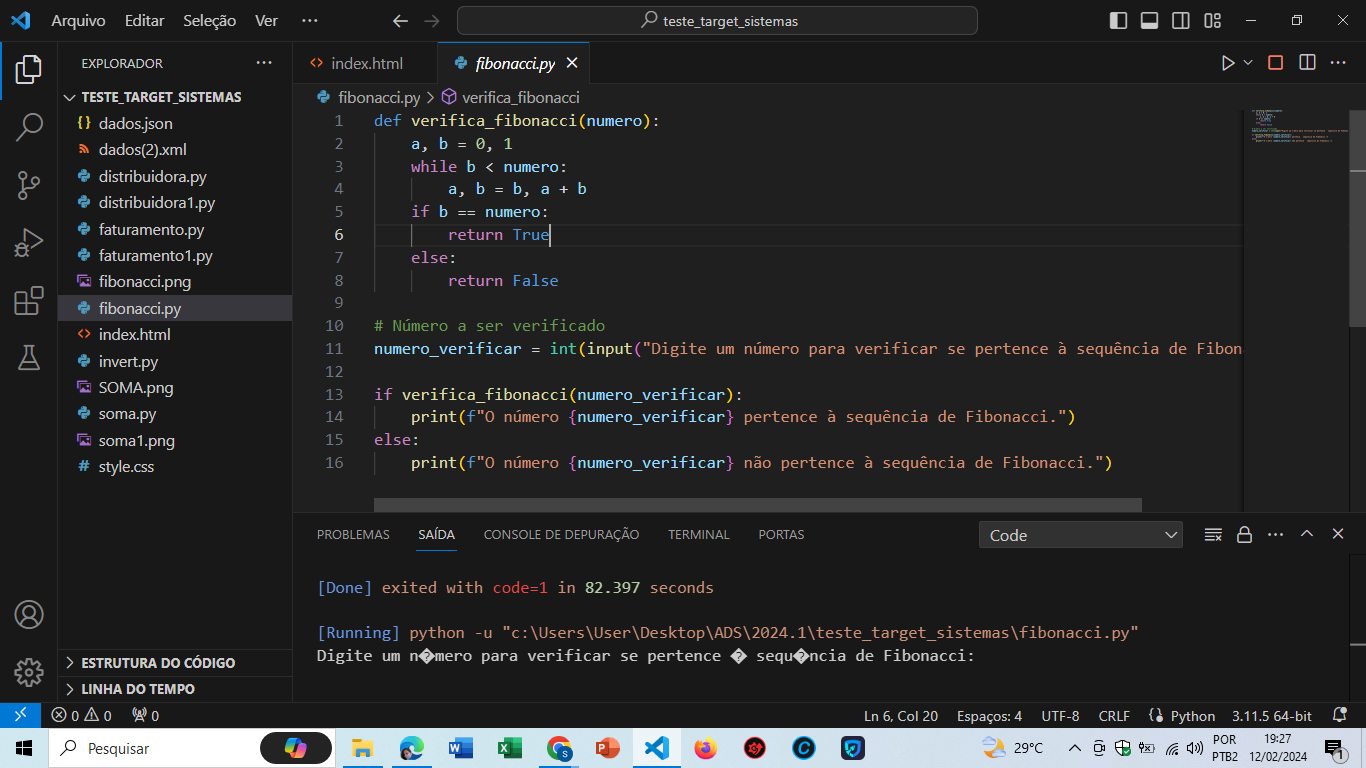 Arquivo Editar Seleção Ver ···
teste_target_sistemas
EXPLORADOR ···
index.html
fibonacci.py
TESTE_TARGET_SISTEMAS
dados.json
dados(2).xml
distribuidora.py
distribuidora1.py
faturamento.py
faturamento1.py
fibonacci.png
fibonacci.py
index.html
invert.py
SOMA.png
soma.py
soma1.png
style.css
ESTRUTURA DO CÓDIGO
LINHA DO TEMPO
fibonacci.py > verifica_fibonacci
1 def verifica_fibonacci(numero):
2 a, b = 0, 1
3 while b < numero:
4 a, b = b, a + b
5 if b == numero:
6 return True
7 else:
8 return False
9
10 # Número a ser verificado
11 numero_verificar = int(input("Digite um número para verificar se pertence à sequência de Fibon
12
13 if verifica_fibonacci(numero_verificar):
14 print(f"O número {numero_verificar} pertence à sequência de Fibonacci.")
15 else:
16 print(f"O número {numero_verificar} não pertence à sequência de Fibonacci.")
PROBLEMAS SAÍDA CONSOLE DE DEPURAÇÃO TERMINAL PORTAS
Code
[Done] exited with code=1 in 82.397 seconds
[Running] python -u "c:\Users\User\Desktop\ADS\2024.1\teste_target_sistemas\fibonacci.py"
Digite um n�mero para verificar se pertence � sequ�ncia de Fibonacci:
0 0 0
Ln 6, Col 20 Espaços: 4 UTF-8 CRLF Python 3.11.5 64-bit
Pesquisar
29°C
POR
PTB2
19:27
12/02/2024
1